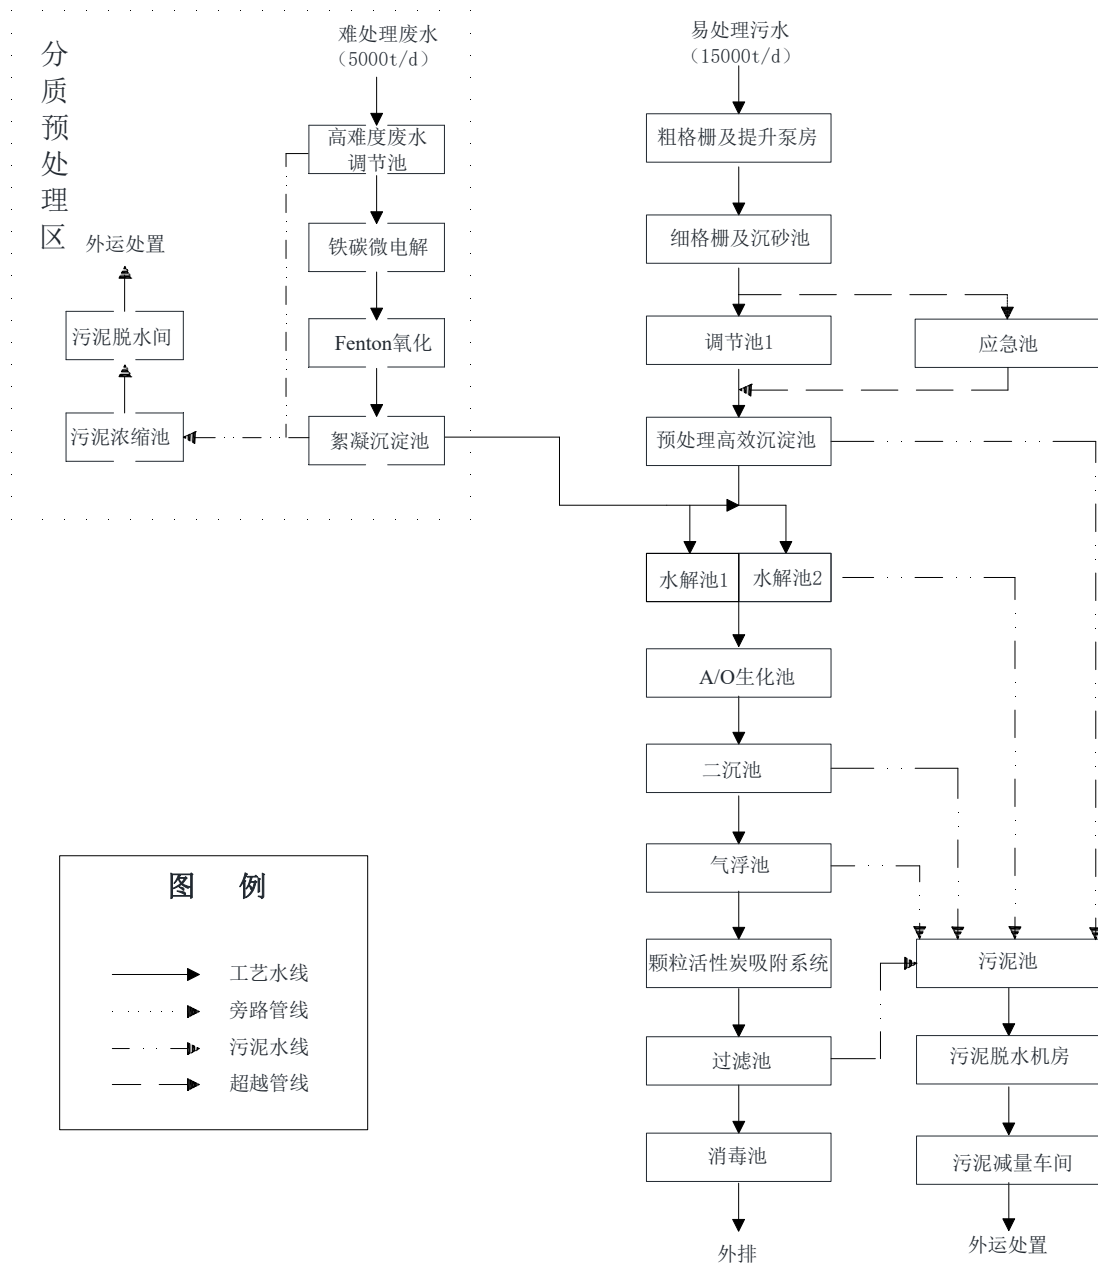 分质预处理区
难处理废水
（5000t/d）
高难度废水
调节池
铁碳微电解
Fenton氧化
絮凝沉淀池
外运处置
污泥脱水间
污泥浓缩池
易处理污水
（15000t/d）
粗格栅及提升泵房
细格栅及沉砂池
调节池1
应急池
预处理高效沉淀池
水解池1
水解池2
A/O生化池
二沉池
气浮池
颗粒活性炭吸附系统
过滤池
消毒池
外排
污泥池
污泥脱水机房
污泥减量车间
外运处置
图 例
工艺水线
旁路管线
污泥水线
超越管线